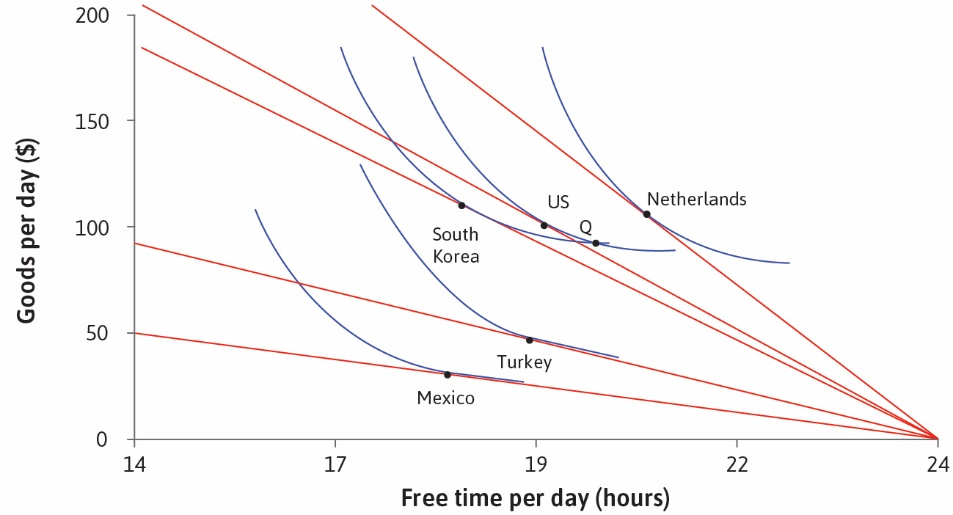 200
150
100
50
0
Goods per day ($)
Netherlands
US
Q
South
Korea
Turkey
Mexico
14
17
19
22
24
Free time per day (hours)